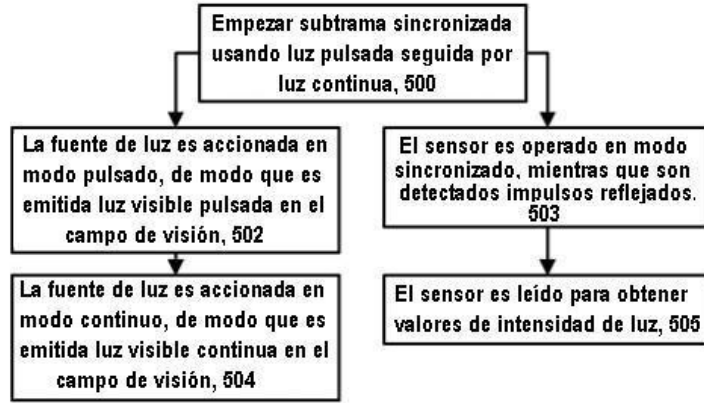 Empezar subtrama sincronizada
usando luz pulsada seguida por
luz continua, 500
La fuente de luz es accionada en
modo pulsado, de modo que es
emitida luz visible pulsada en el
campo de visión, 502
El sensor es operado en modo
sincronizado, mientras que son
detectados impulsos reflejados.
503
La fuente de luz es accionada en
modo continuo, de modo que es
emitida luz visible continua en el
campo de visión, 504
El sensor es leído para obtener
valores de intensidad de luz, 505